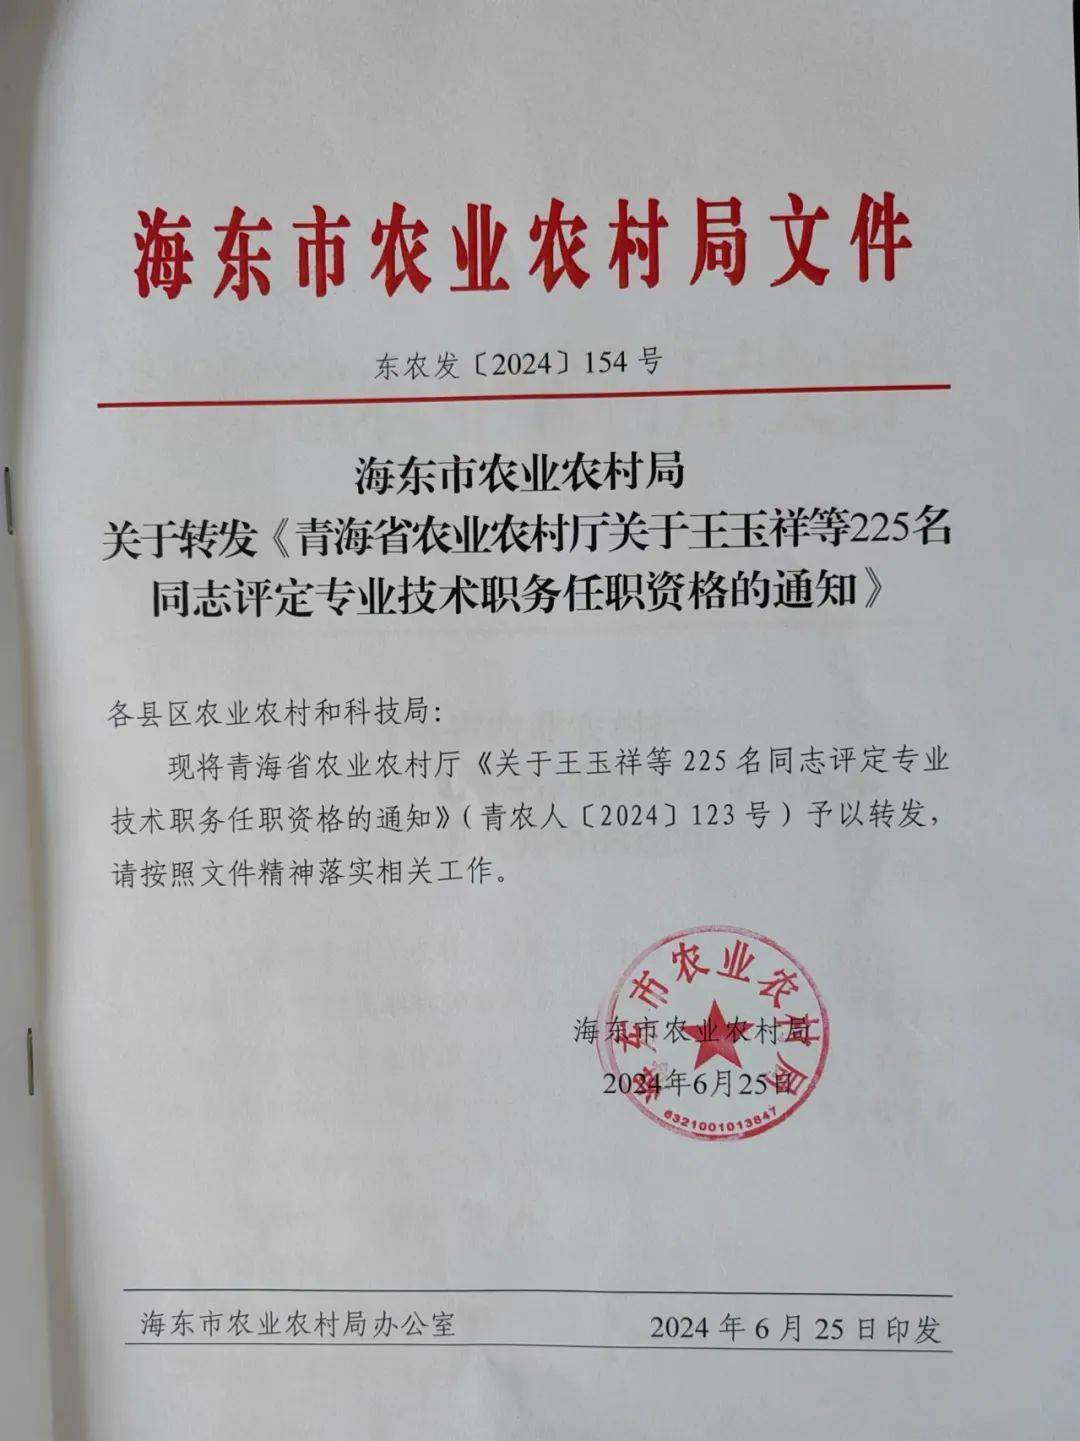 海东市农业农村局文件
东农发〔2024〕154号
海东市农业农村局
关于转发《青海省农业农村厅关于王玉祥等225名
同志评定专业技术职务任职资格的通知》
各县区农业农村和科技局：
现将青海省农业农村厅《关于王玉祥等225名同志评定专业
技术职务任职资格的通知》（青农人〔2024〕123号）予以转发，
请按照文件精神落实相关工作。
海东市农业农村局
海东市农业农村局
2024年6月25日
6321001013847
海东市农业农村局办公室 2024年6月25日印发